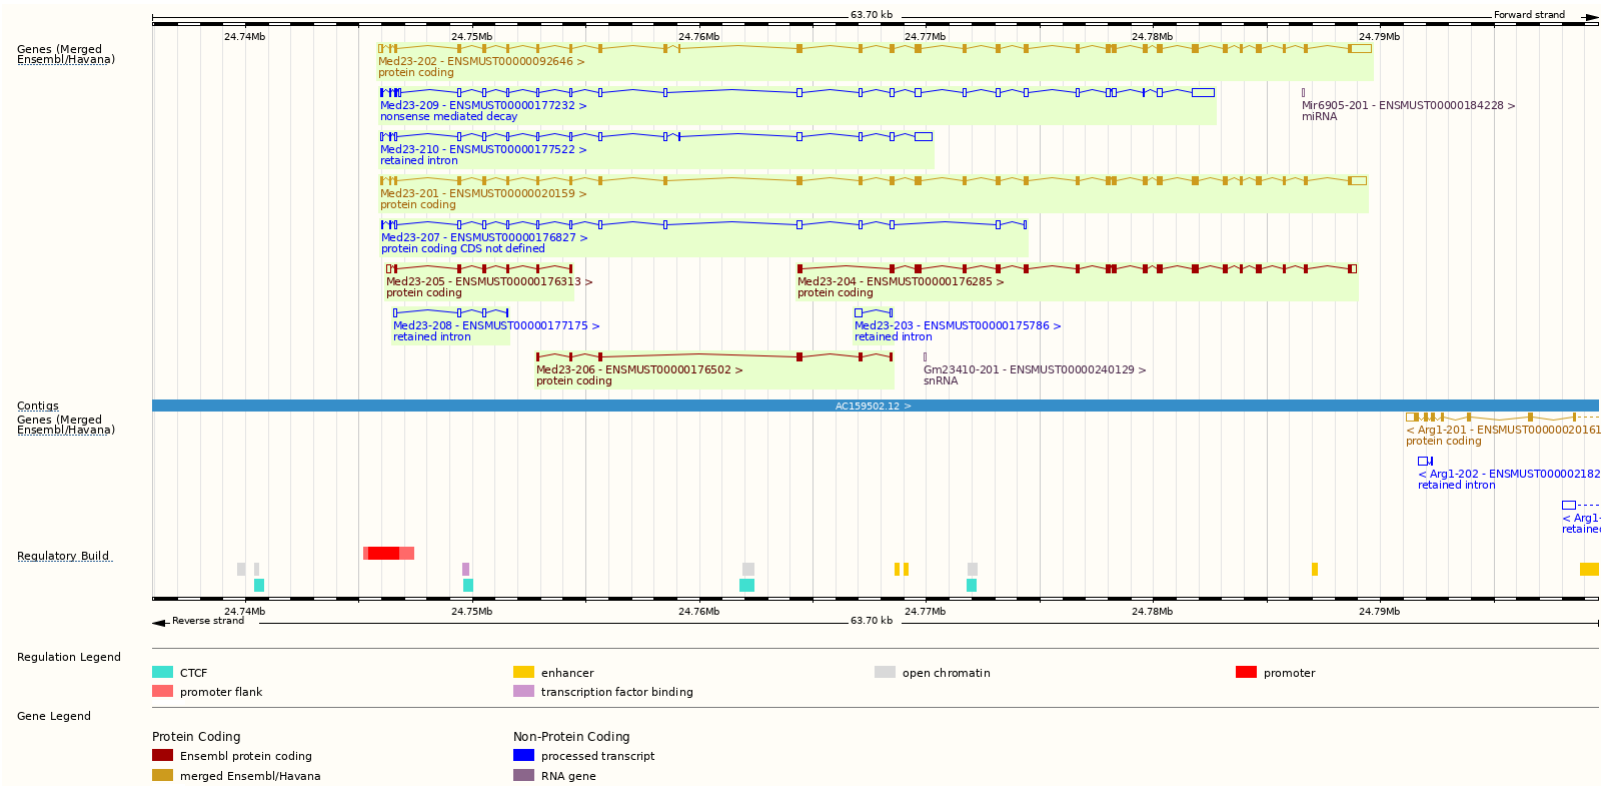 63.70 kb
Forward strand
24.74Mb 24.75Mb 24.76Mb 24.77Mb 24.78Mb 24.79Mb
Genes (Merged
Ensembl/Havana)
Med23-202 - ENSMUST00000092646 >
protein coding
Med23-209 - ENSMUST00000177232 >
nonsense mediated decay
Mir6905-201 - ENSMUST00000184228 >
miRNA
Med23-210 - ENSMUST00000177522 >
retained intron
Med23-201 - ENSMUST00000020159 >
protein coding
Med23-207 - ENSMUST00000176827 >
protein coding CDS not defined
Med23-205 - ENSMUST00000176313 >
protein coding
Med23-204 - ENSMUST00000176285 >
protein coding
Med23-208 - ENSMUST00000177175 >
retained intron
Med23-203 - ENSMUST00000175786 >
retained intron
Med23-206 - ENSMUST00000176502 >
protein coding
Gm23410-201 - ENSMUST00000240129 >
snRNA
Contigs
AC159502.12 >
Genes (Merged
Ensembl/Havana)
< Arg1-201 - ENSMUST00000020161
protein coding
< Arg1-202 - ENSMUST000002182
retained intron
< Arg1-
retaine
Regulatory Build
24.74Mb 24.75Mb 24.76Mb 24.77Mb 24.78Mb 24.79Mb
Reverse strand
63.70 kb
Regulation Legend
CTCF
enhancer
open chromatin
promoter
promoter flank
transcription factor binding
Gene Legend
Protein Coding
Non-Protein Coding
Ensembl protein coding
processed transcript
merged Ensembl/Havana
RNA gene